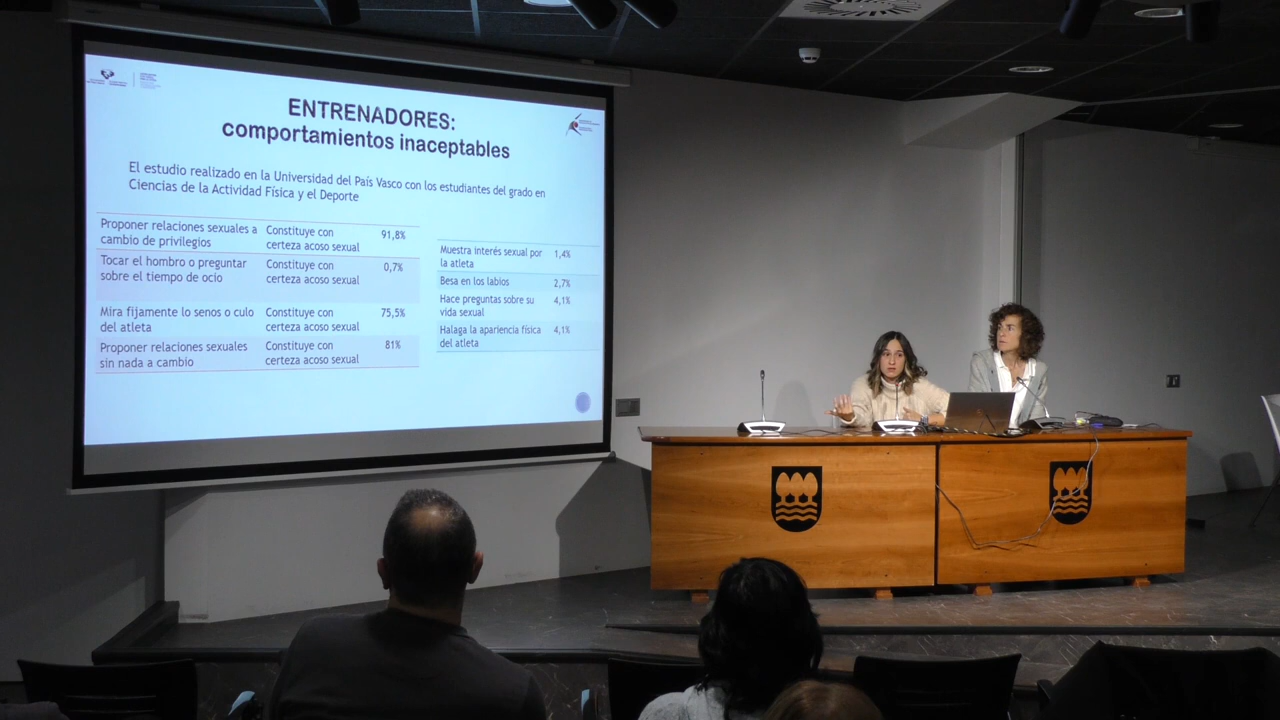 ENTRENADORES:
comportamientos inaceptables
El estudio realizado en la Universidad del País Vasco con los estudiantes del grado en
Ciencias de la Actividad Física y el Deporte
Proponer relaciones sexuales a
cambio de privilegios
Constituye con
certeza acoso sexual
91,8%
Tocar el hombro o preguntar
sobre el tiempo de ocio
Constituye con
certeza acoso sexual
0,7%
Mira fijamente lo senos o culo
del atleta
Constituye con
certeza acoso sexual
75,5%
Proponer relaciones sexuales
sin nada a cambio
Constituye con
certeza acoso sexual
81%
Muestra interés sexual por
la atleta
1,4%
Besa en los labios
2,7%
Hace preguntas sobre su
vida sexual
4,1%
Halaga la apariencia física
del atleta
4,1%